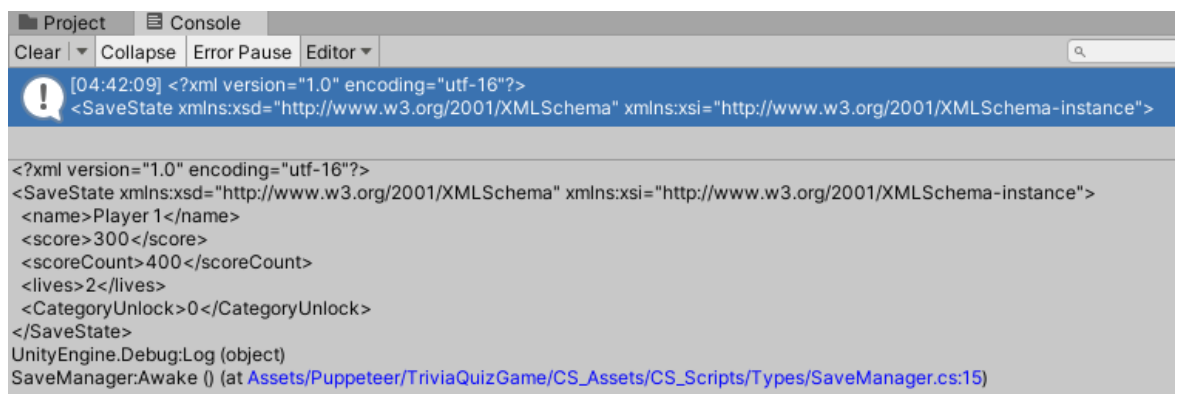 Project Console
Clear Collapse Error Pause Editor
[04:42:09] <?xml version="1.0" encoding="utf-16"?>
<SaveState xmlns:xsd="http://www.w3.org/2001/XMLSchema" xmlns:xsi="http://www.w3.org/2001/XMLSchema-instance">
<?xml version="1.0" encoding="utf-16"?>
<SaveState xmlns:xsd="http://www.w3.org/2001/XMLSchema" xmlns:xsi="http://www.w3.org/2001/XMLSchema-instance">
<name>Player 1</name>
<score>300</score>
<scoreCount>400</scoreCount>
<lives>2</lives>
<CategoryUnlock>0</CategoryUnlock>
</SaveState>
UnityEngine.Debug:Log (object)
SaveManager:Awake () (at Assets/Puppeteer/TriviaQuizGame/CS_Assets/CS_Scripts/Types/SaveManager.cs:15)